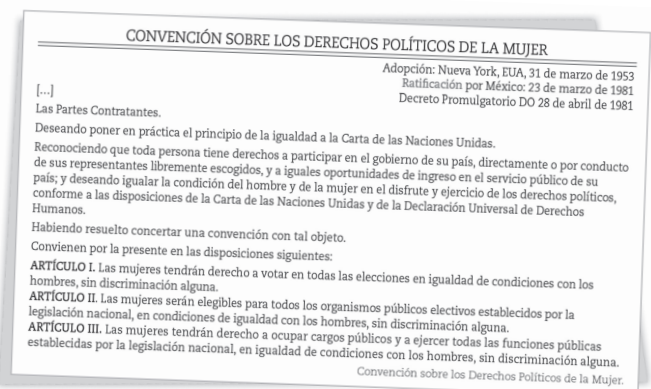 CONVENCIÓN SOBRE LOS DERECHOS POLÍTICOS DE LA MUJER
Adopción: Nueva York, EUA, 31 de marzo de 1953
Ratificación por México: 23 de marzo de 1981
Decreto Promulgatorio DO 28 de abril de 1981
[...]
Las Partes Contratantes.
Deseando poner en práctica el principio de la igualdad a la Carta de las Naciones Unidas.
Reconociendo que toda persona tiene derechos a participar en el gobierno de su país, directamente o por conducto
de sus representantes libremente escogidos, y a iguales oportunidades de ingreso en el servicio público de su
país; y deseando igualar la condición del hombre y de la mujer en el disfrute y ejercicio de los derechos políticos,
conforme a las disposiciones de la Carta de las Naciones Unidas y de la Declaración Universal de Derechos
Humanos.
Habiendo resuelto concertar una convención con tal objeto.
Convienen por la presente en las disposiciones siguientes:
ARTÍCULO I. Las mujeres tendrán derecho a votar en todas las elecciones en igualdad de condiciones con los
hombres, sin discriminación alguna.
ARTÍCULO II. Las mujeres serán elegibles para todos los organismos públicos electivos establecidos por la
legislación nacional, en condiciones de igualdad con los hombres, sin discriminación alguna.
ARTÍCULO III. Las mujeres tendrán derecho a ocupar cargos públicos y a ejercer todas las funciones públicas
establecidas por la legislación nacional, en igualdad de condiciones con los hombres, sin discriminación alguna.
Convención sobre los Derechos Políticos de la Mujer.